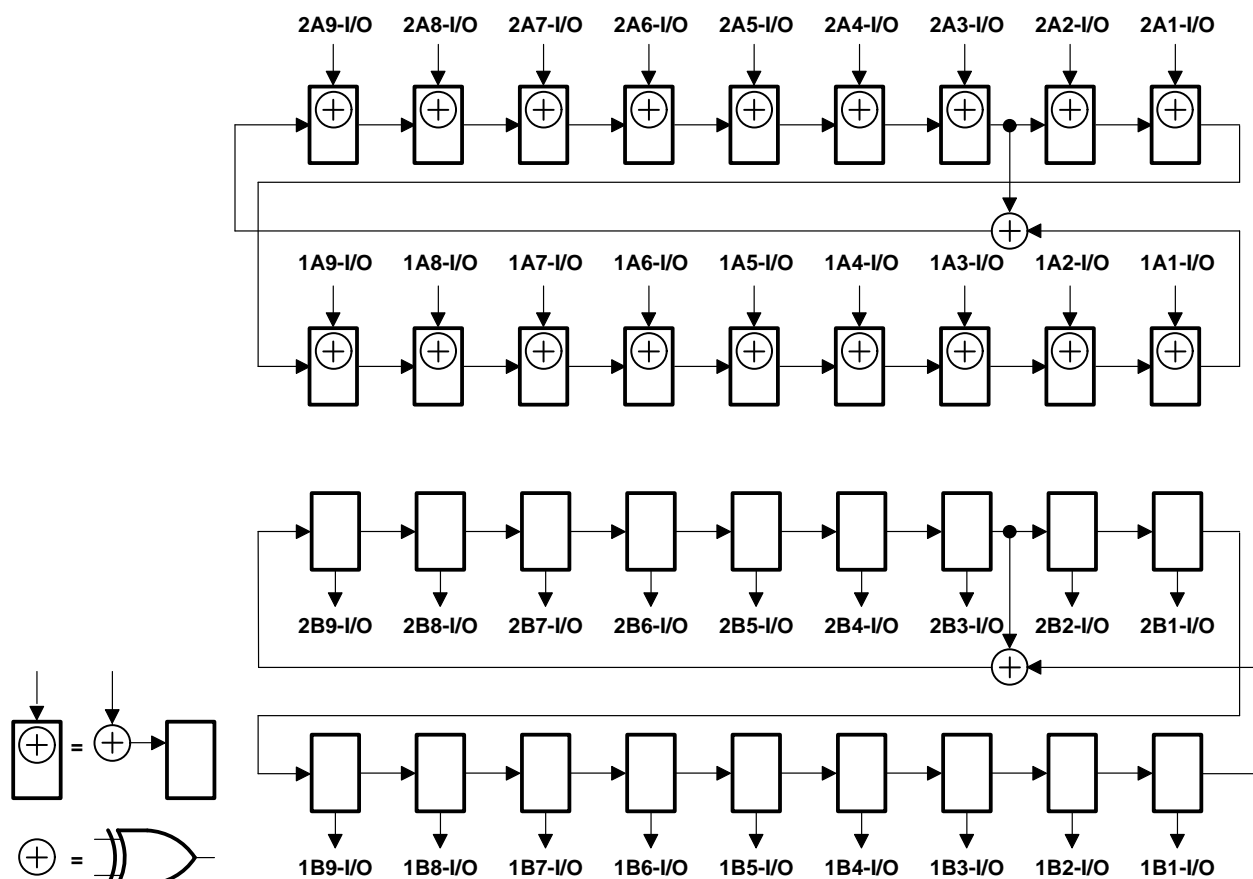 2A9-I/O 2A8-I/O 2A7-I/O 2A6-I/O 2A5-I/O 2A4-I/O 2A3-I/O 2A2-I/O 2A1-I/O
1A9-I/O 1A8-I/O 1A7-I/O 1A6-I/O 1A5-I/O 1A4-I/O 1A3-I/O 1A2-I/O 1A1-I/O
2B9-I/O 2B8-I/O 2B7-I/O 2B6-I/O 2B5-I/O 2B4-I/O 2B3-I/O 2B2-I/O 2B1-I/O
=
=
1B9-I/O 1B8-I/O 1B7-I/O 1B6-I/O 1B5-I/O 1B4-I/O 1B3-I/O 1B2-I/O 1B1-I/O